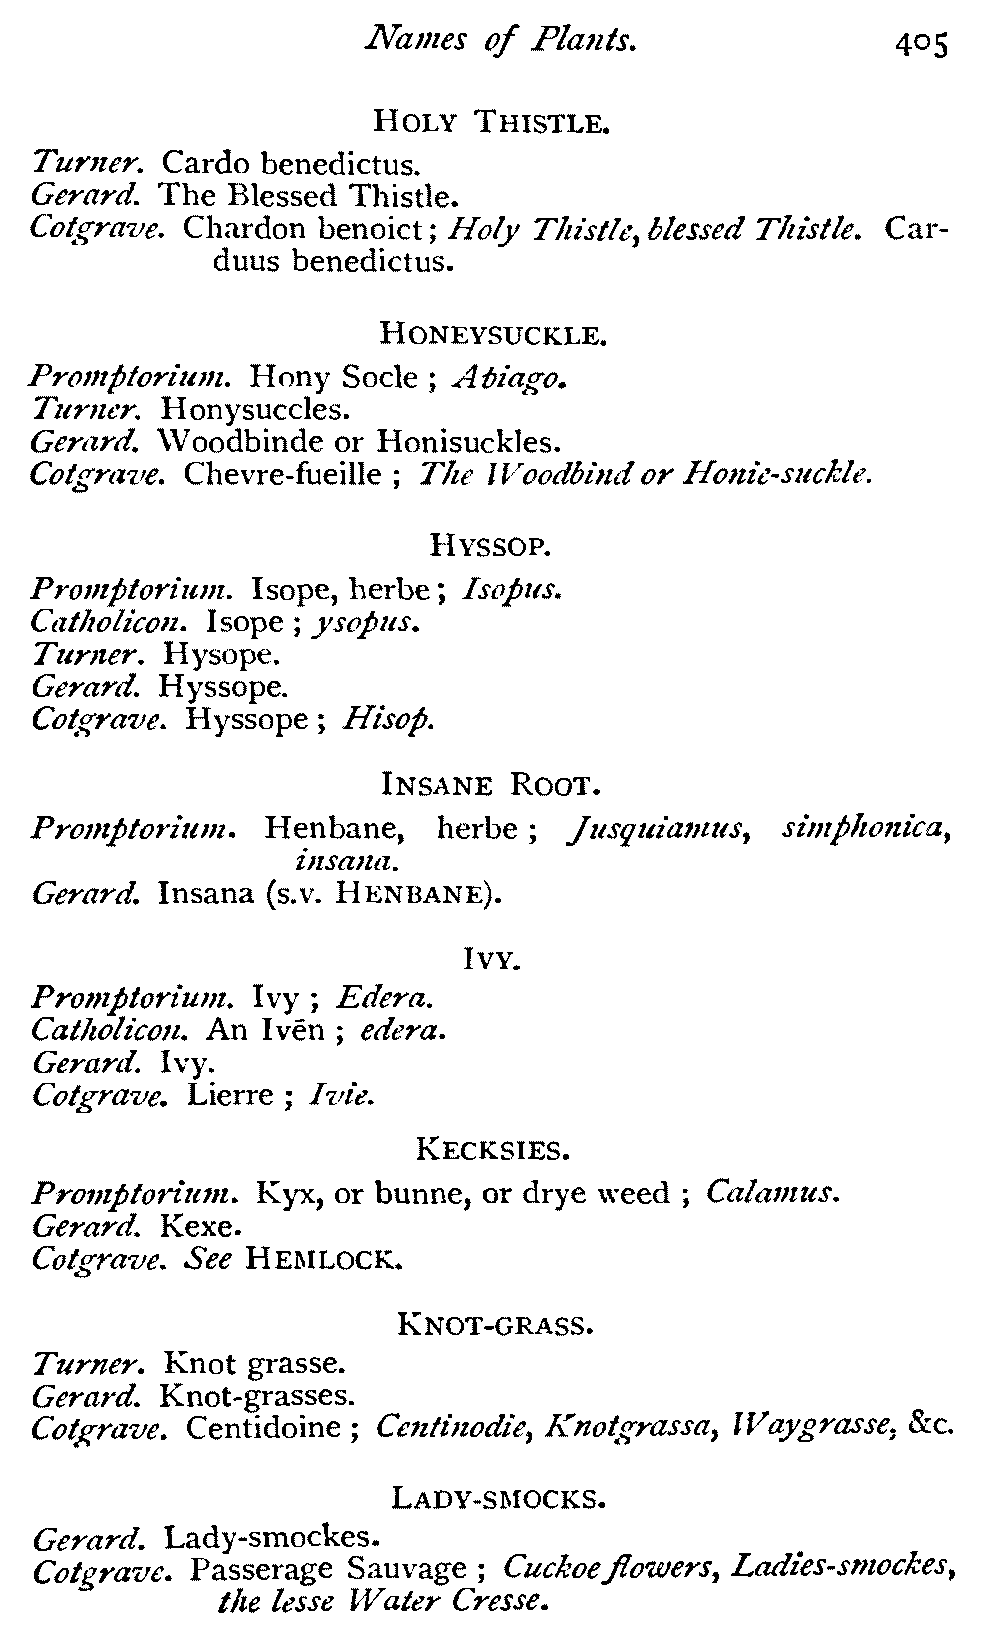 Names of Plants. 405
HOLY THISTLE.
Turner. Cardo benedictus.
Gerard. The Blessed Thistle.
Cotgrave. Chardon benoict; Holy Thistle, blessed Thistle. Car-
duus benedictus.
HONEYSUCKLE.
Promptorium. Hony Socle; Abiago.
Turner. Honysuccles.
Gerard. Woodbinde or Honisuckles.
Cotgrave. Chevre-fueille; The Woodbind or Honie-suckle.
HYSSOP.
Promptorium. Isope, herbe; Isopus.
Catholicon. Isope; ysopus.
Turner. Hysope.
Gerard. Hyssope.
Cotgrave. Hyssope; Hisop.
INSANE ROOT.
Promptorium. Henbane, herbe; Jusquiamus, simphonica,
insana.
Gerard. Insana (s.v. HENBANE).
IVY.
Promptorium. Ivy; Edera.
Catholicon. An Ivēn; edera.
Gerard. Ivy.
Cotgrave. Lierre; Ivie.
KECKSIES.
Promptorium. Kyx, or bunne, or drye weed; Calamus.
Gerard. Kexe.
Cotgrave. See HEMLOCK.
KNOT-GRASS.
Turner. Knot grasse.
Gerard. Knot-grasses.
Cotgrave. Centidoine; Centinodie, Knotgrassa, Waygrasse, &c.
LADY-SMOCKS.
Gerard. Lady-smockes.
Cotgrave. Passerage Sauvage; Cuckoe flowers, Ladies-smockes,
the lesse Water Cresse.